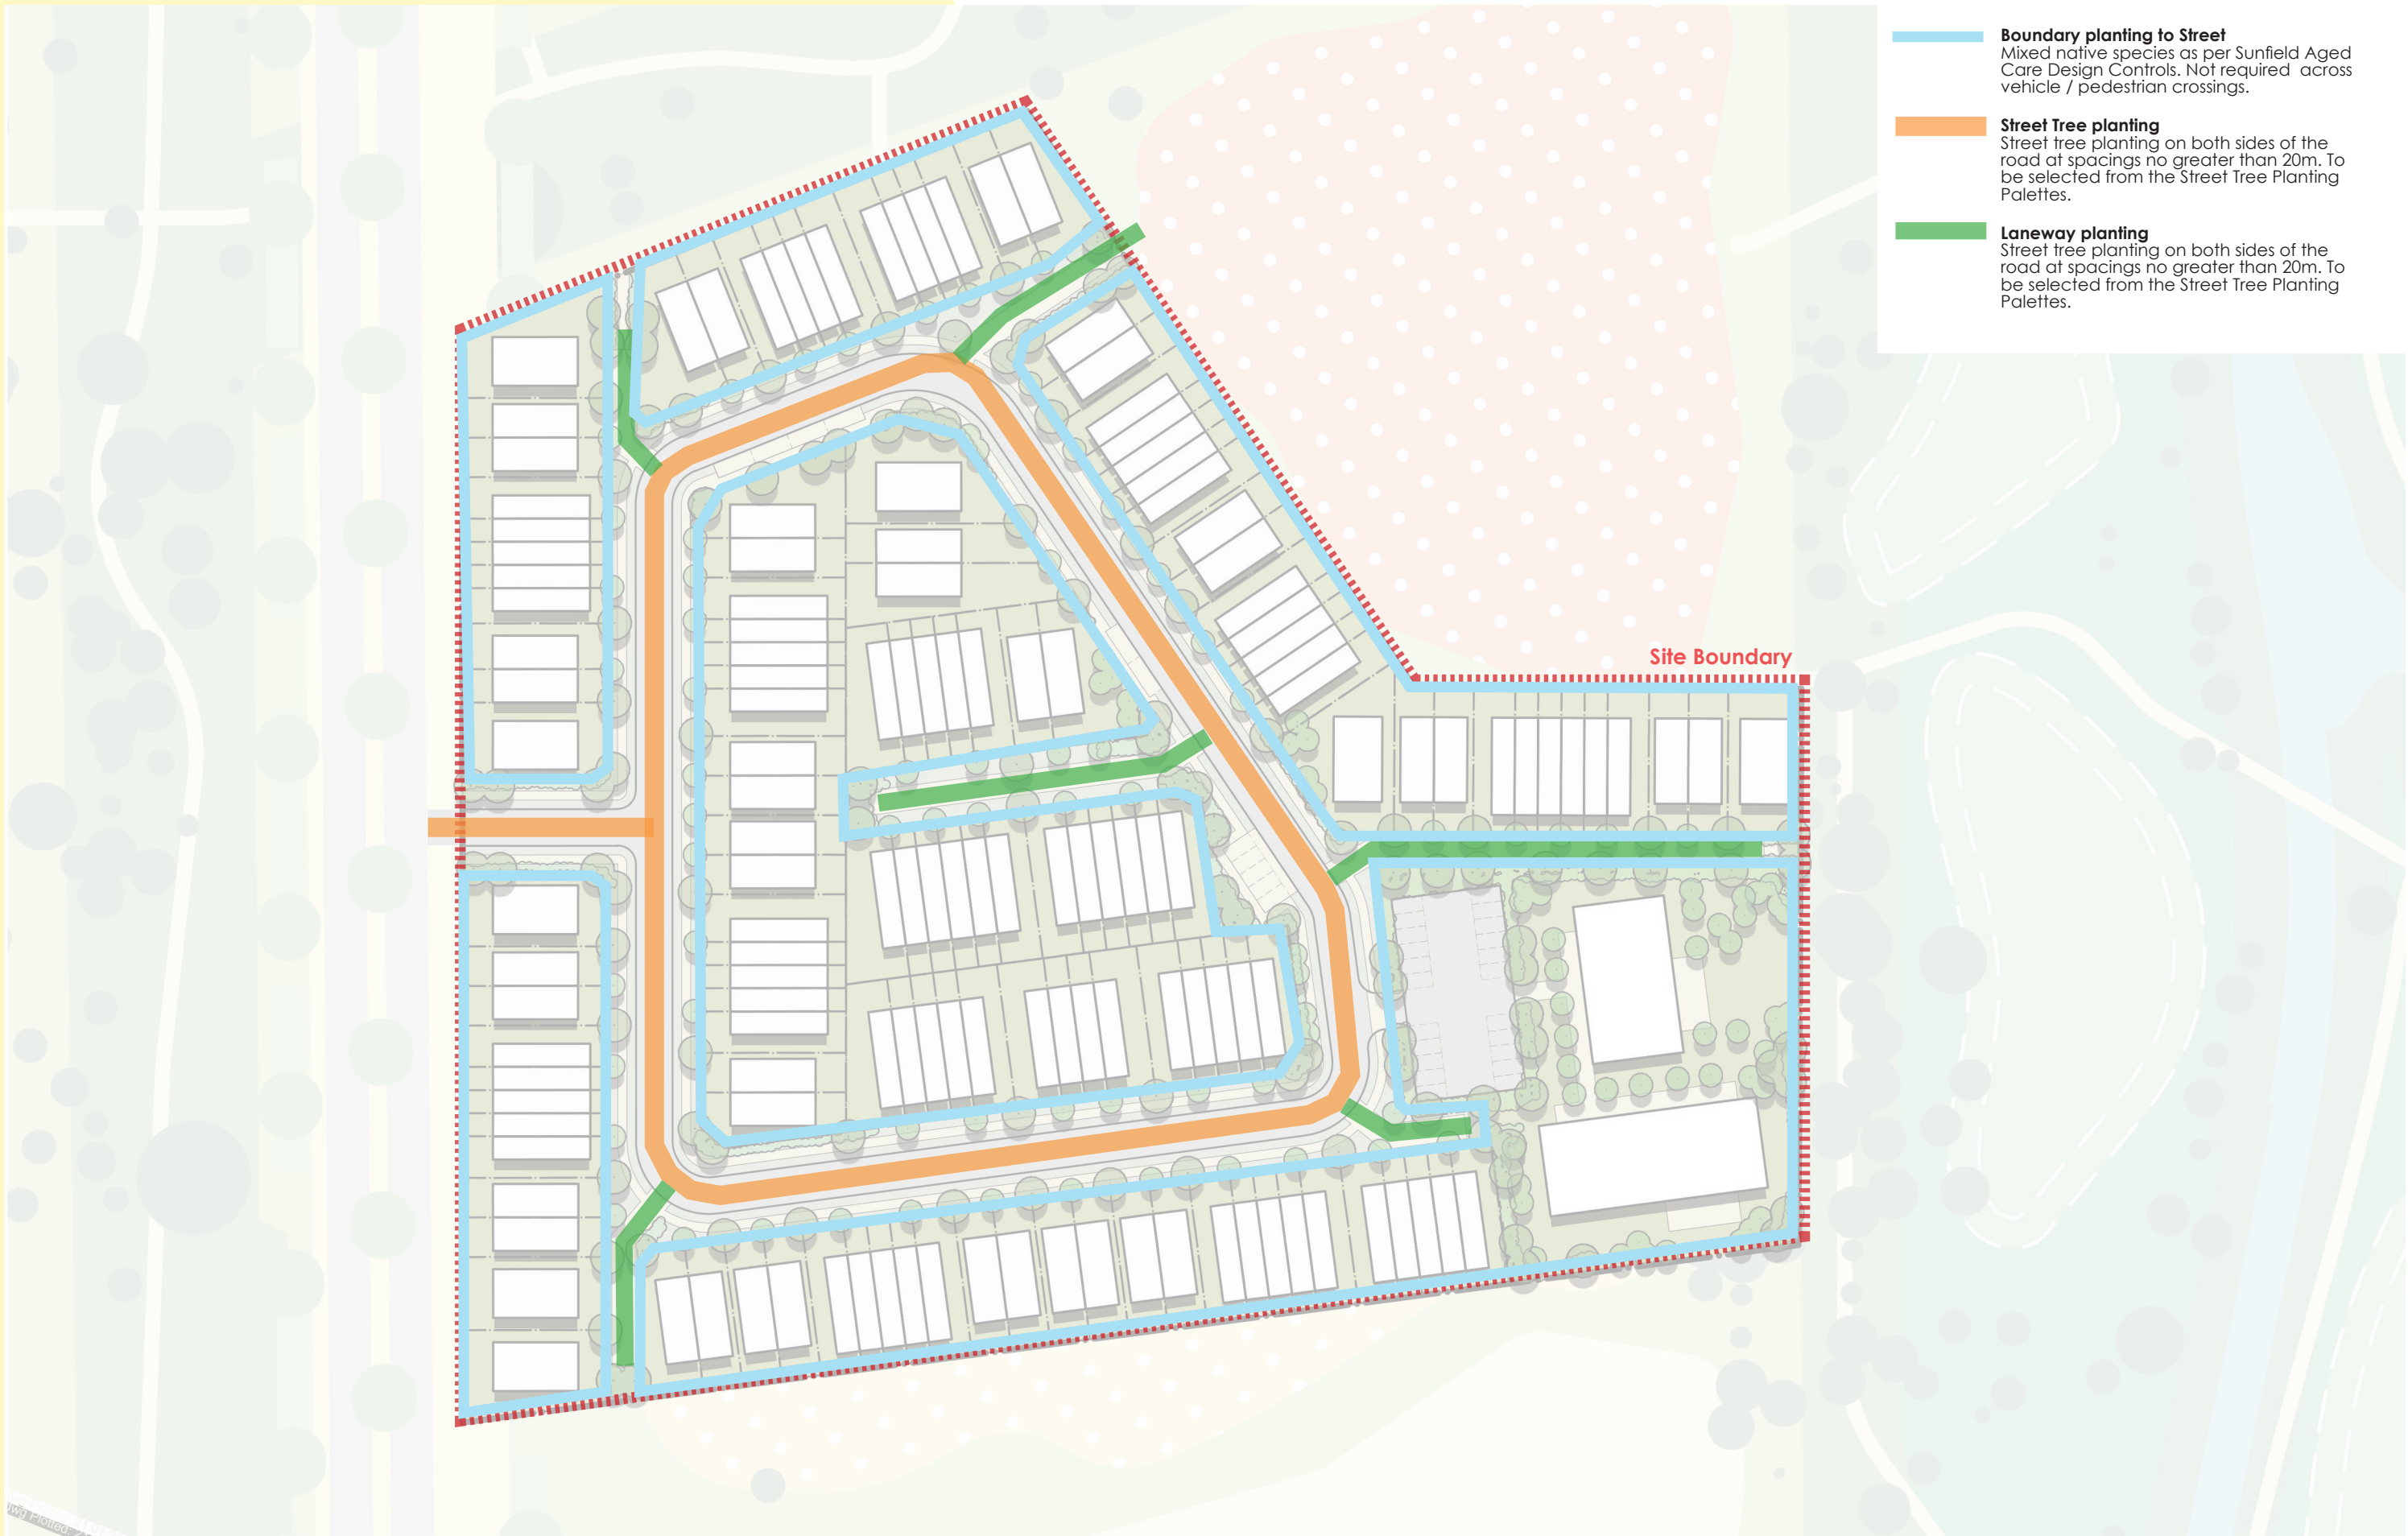 Boundary planting to Street
Mixed native species as per Sunfield Aged
Care Design Controls. Not required across
vehicle / pedestrian crossings.
Street Tree planting
Street tree planting on both sides of the
road at spacings no greater than 20m. To
be selected from the Street Tree Planting
Palettes.
Laneway planting
Street tree planting on both sides of the
road at spacings no greater than 20m. To
be selected from the Street Tree Planting
Palettes.
Site Boundary
Plotted: